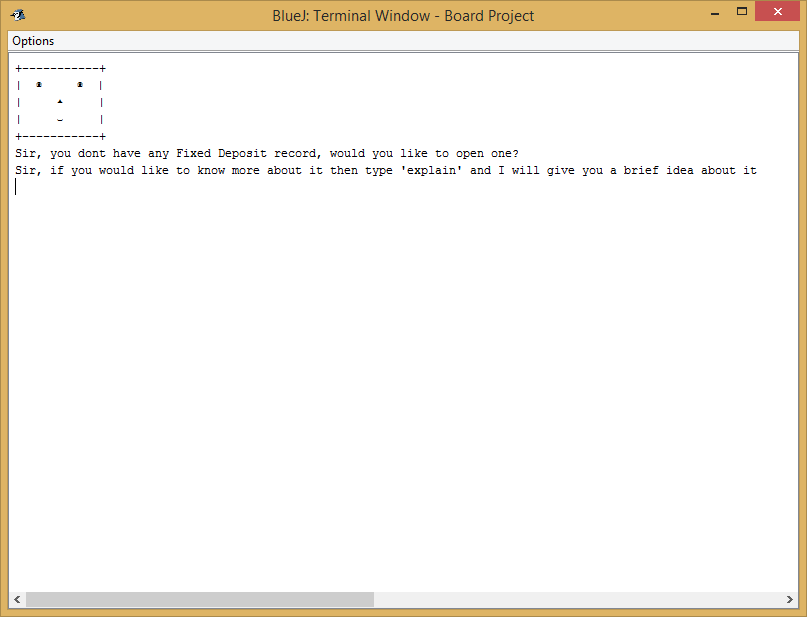 BlueJ: Terminal Window - Board Project
Options
+-----------+
Sir, you dont have any Fixed Deposit record, would you like to open one?
Sir, if you would like to know more about it then type 'explain' and I will give you a brief idea about it